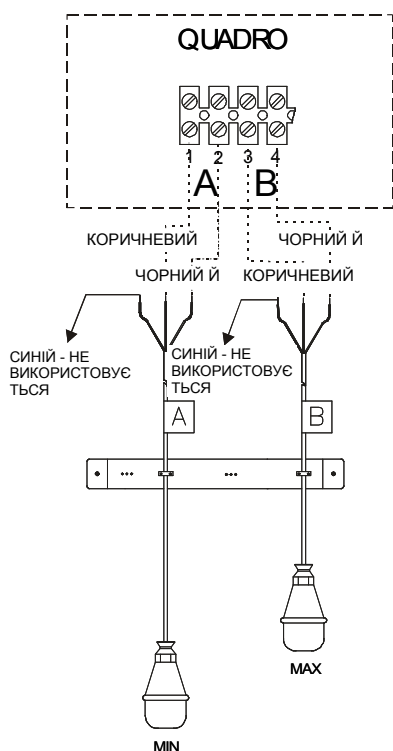 QUADRO
1 2 3 4
A B
КОРИЧНЕВИЙ
ЧОРНИЙ Й
ЧОРНИЙ Й
КОРИЧНЕВИЙ
СИНІЙ - НЕ
ВИКОРИСТОВУЄ
ТЬСЯ
СИНІЙ - НЕ
ВИКОРИСТОВУЄ
ТЬСЯ
A
B
MAX
MIN